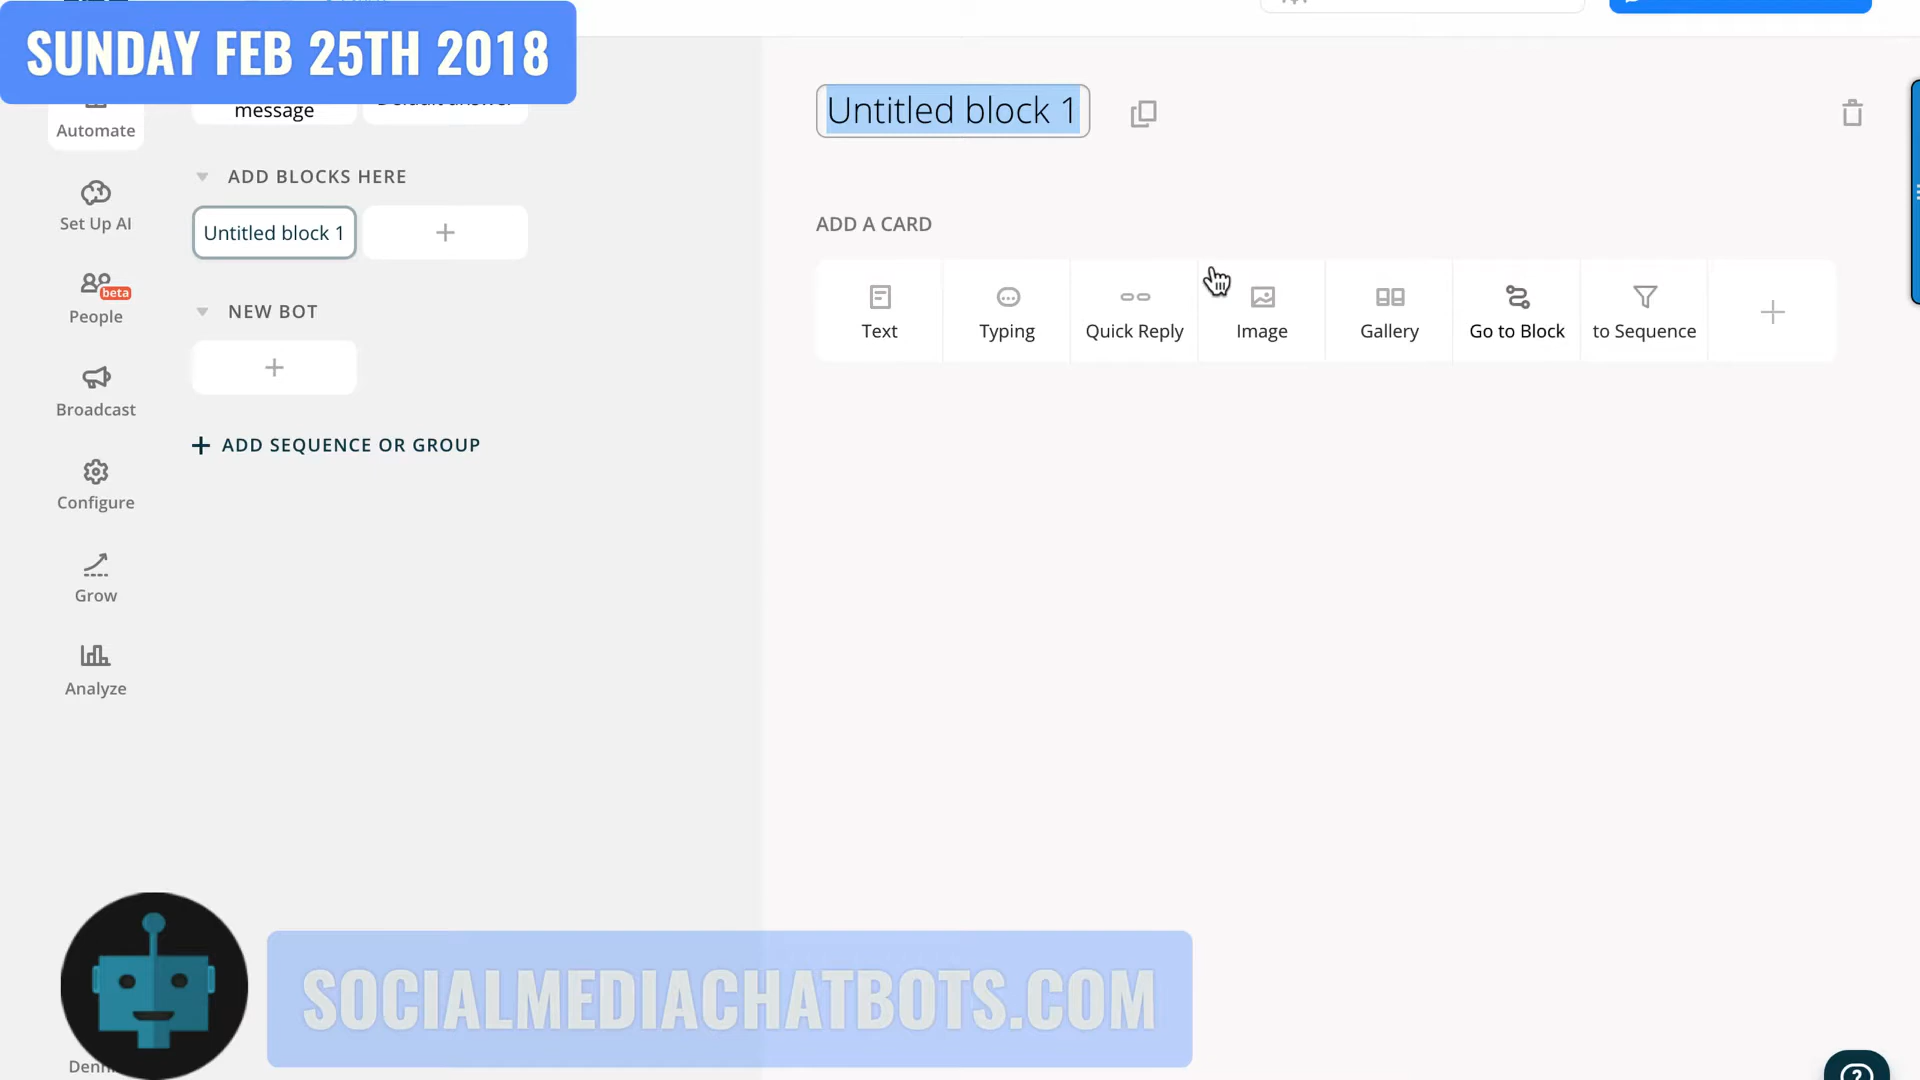 SUNDAY FEB 25TH 2018
message
Automate
Set Up AI
beta
People
Broadcast
Configure
Grow
Analyze
ADD BLOCKS HERE
Untitled block 1
NEW BOT
ADD SEQUENCE OR GROUP
Untitled block 1
ADD A CARD
Text
Typing
Quick Reply
Image
Gallery
Go to Block
to Sequence
SOCIALMEDIACHATBOTS.COM